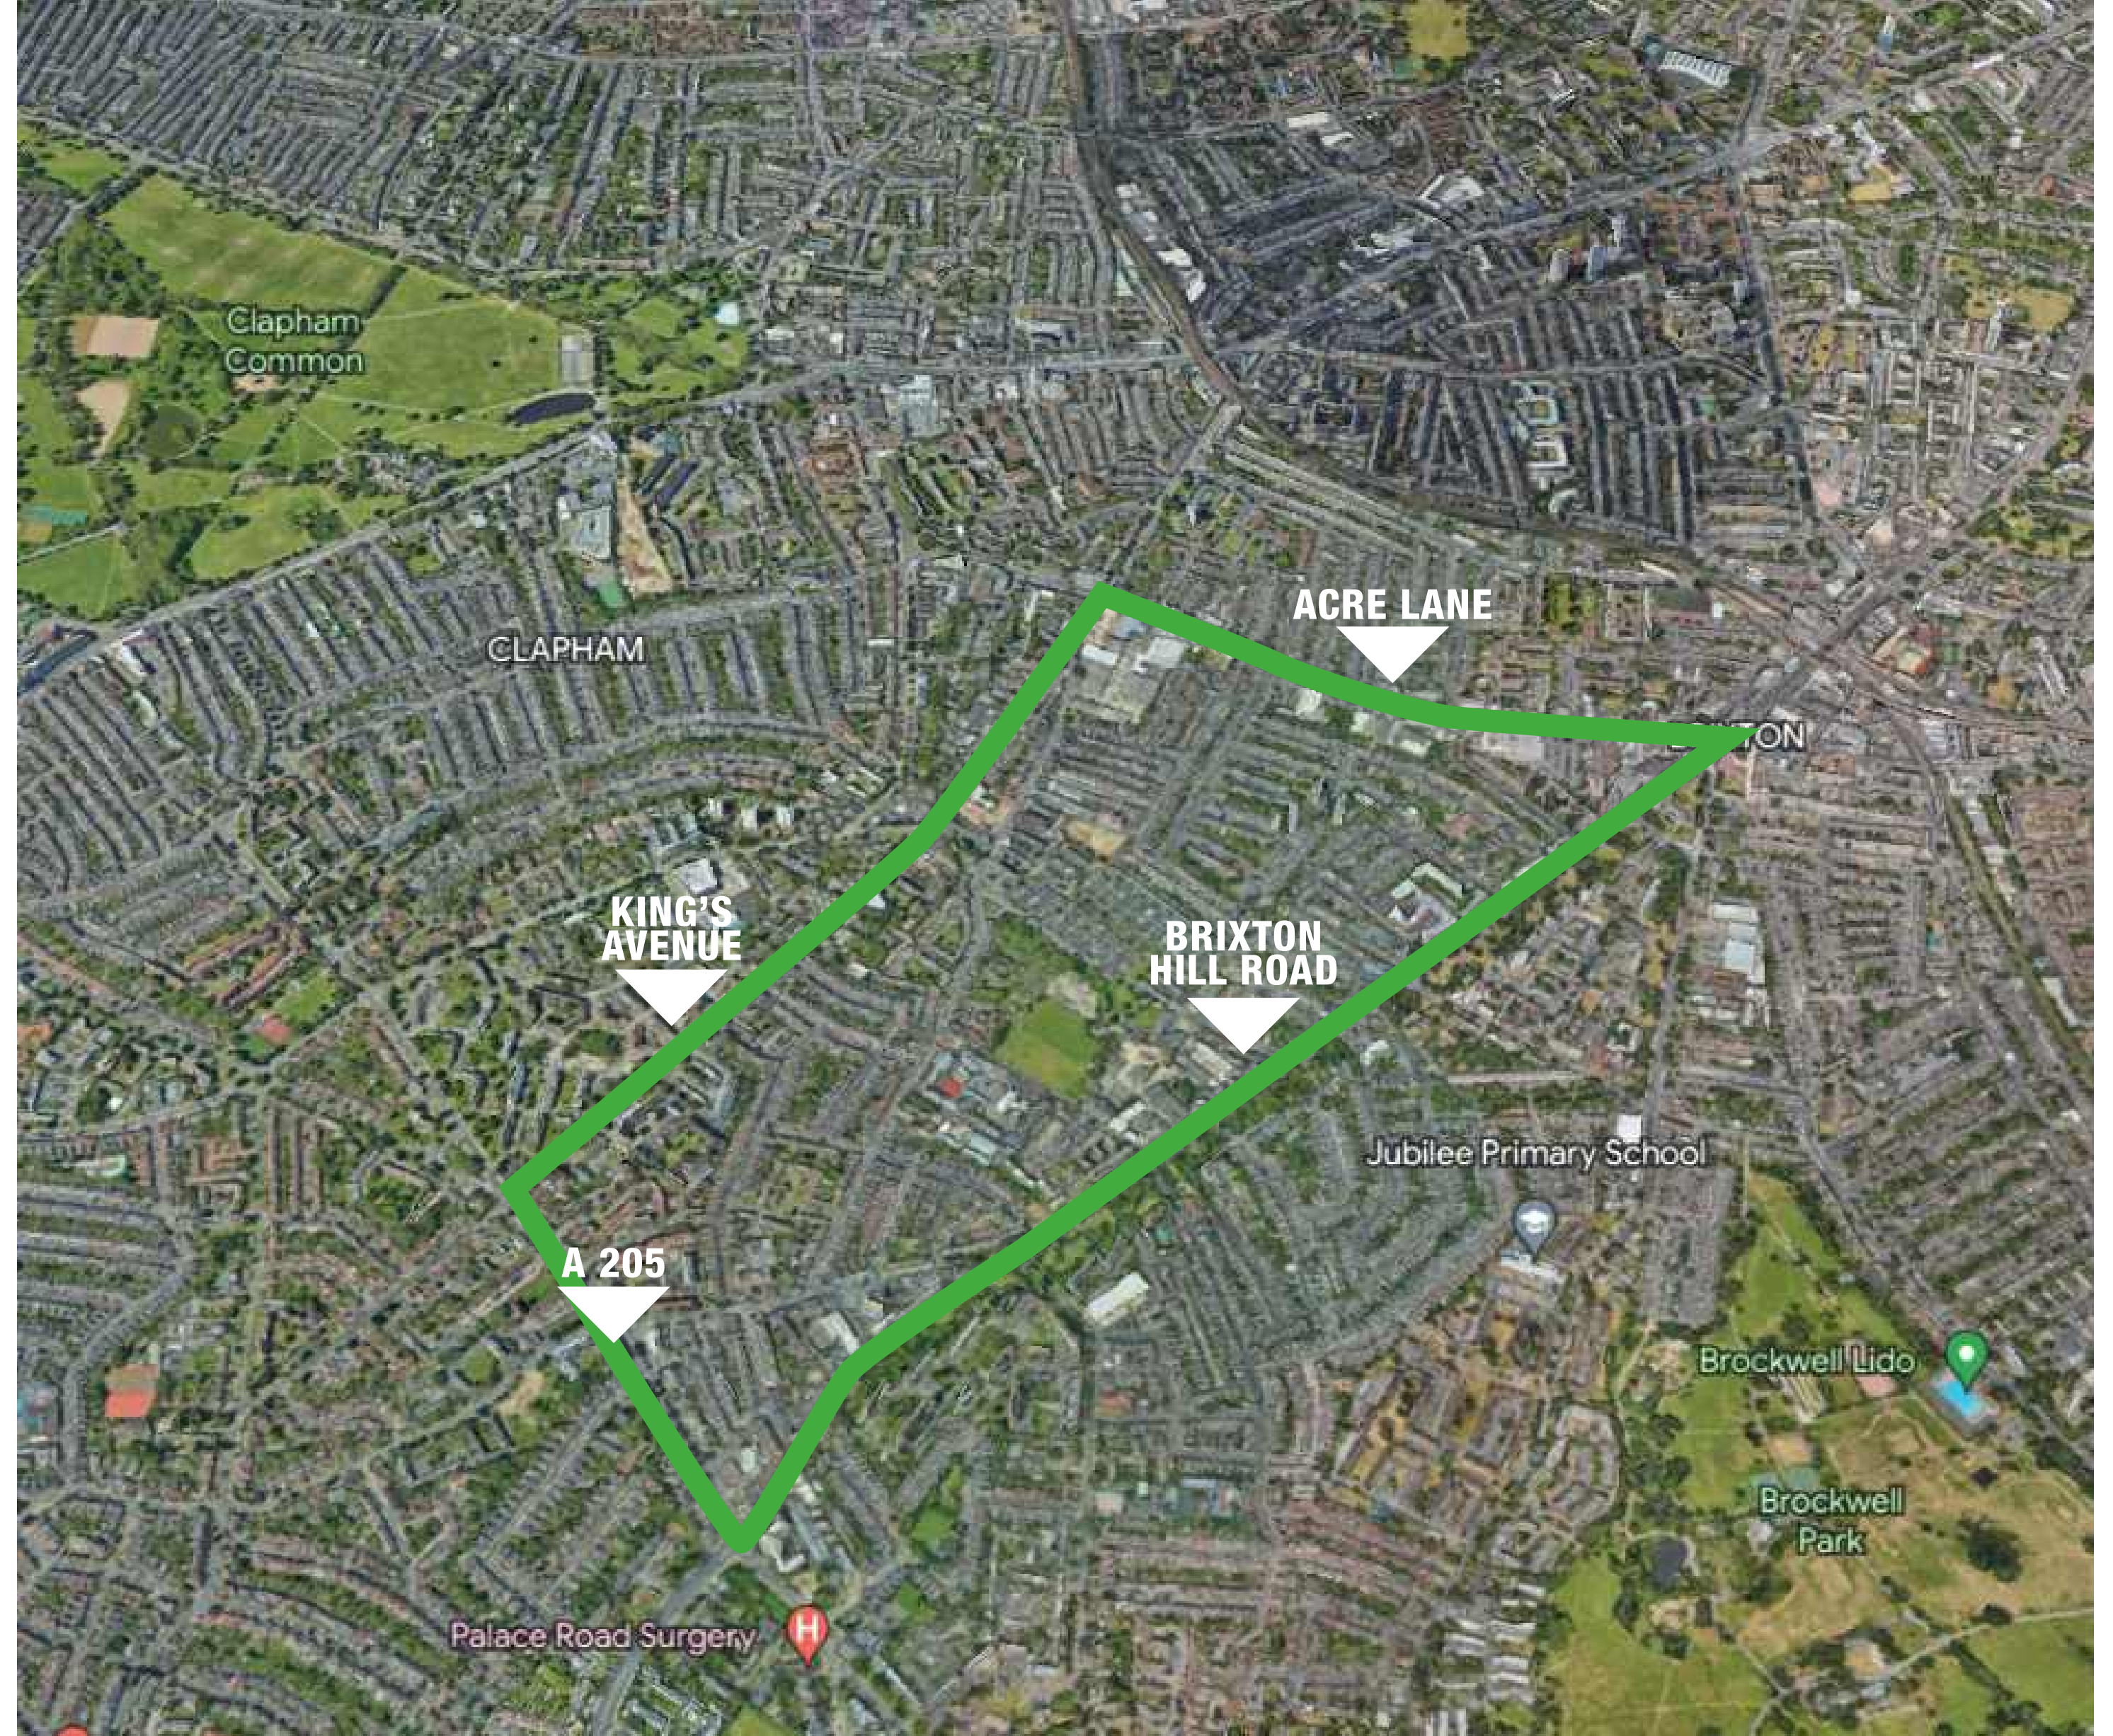 Clapham
Common
ACRE LANE
CLAPHAM
TON
KING'S
AVENUE
BRIXTON
HILL ROAD
Jubilee Primary School
A 205
Brockwell Lido
Brockwell
Park
Palace Road Surgery
H